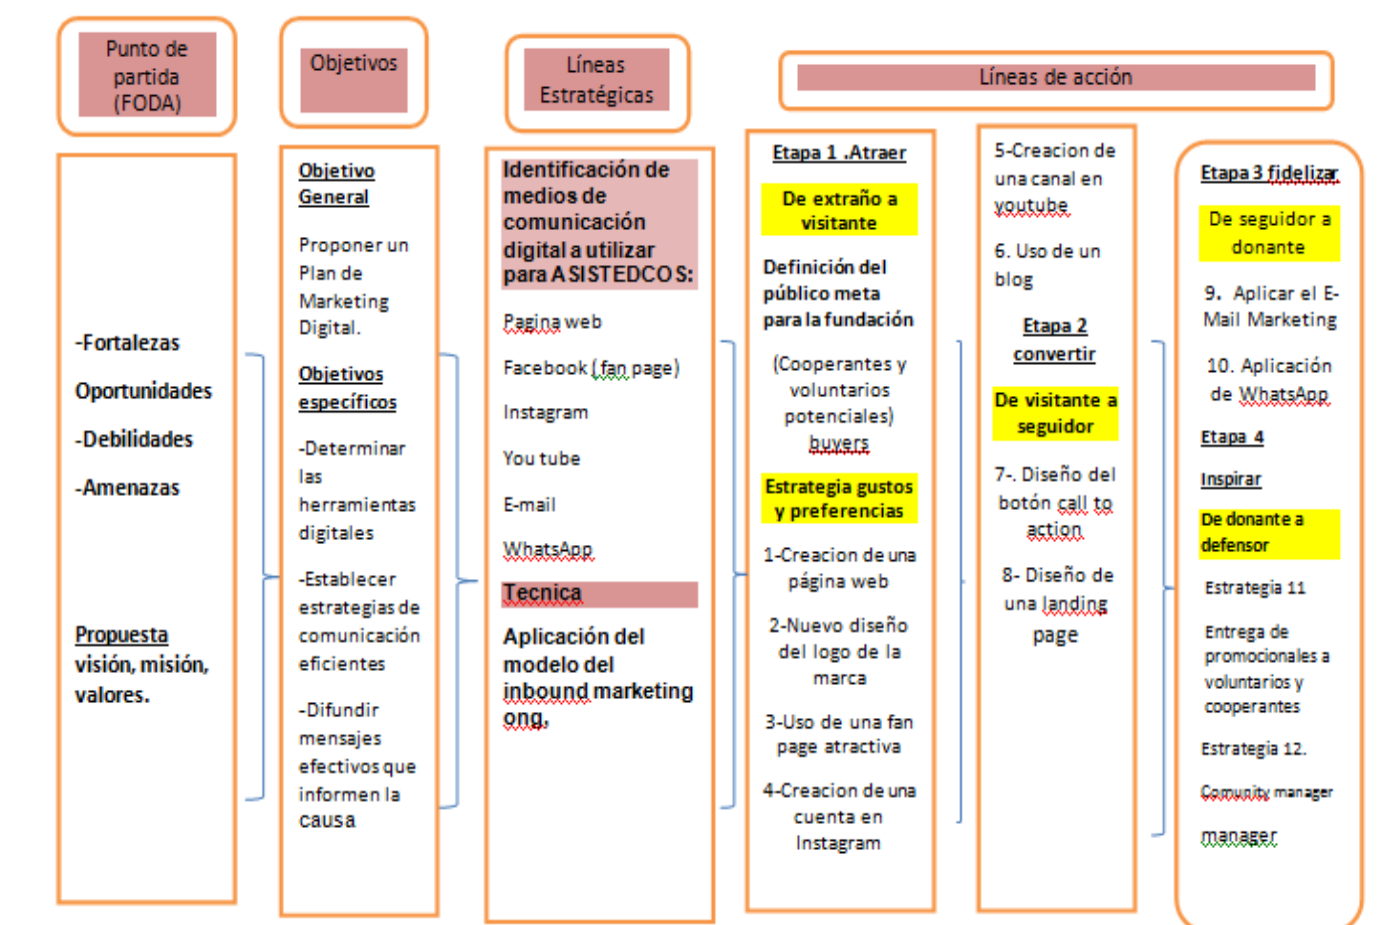 Punto de
partida
(FODA)
Objetivos
Líneas
Estratégicas
Líneas de acción
-Fortalezas
Oportunidades
-Debilidades
-Amenazas
Propuesta
visión, misión,
valores.
Objetivo
General
Proponer un
Plan de
Marketing
Digital.
Objetivos
específicos
-Determinar
las
herramientas
digitales
-Establecer
estrategias de
comunicación
eficientes
-Difundir
mensajes
efectivos que
informen la
causa
Identificación de
medios de
comunicación
digital a utilizar
para ASISTEDCOS:
Pagina web
Facebook ( fan page)
Instagram
You tube
E-mail
WhatsApp
Tecnica
Aplicación del
modelo del
inbound marketing
ong,
Etapa 1 .Atraer
De extraño a
visitante
Definición del
público meta
para la fundación
(Cooperantes y
voluntarios
potenciales)
buyers
Estrategia gustos
y preferencias
1-Creacion de una
página web
2-Nuevo diseño
del logo de la
marca
3-Uso de una fan
page atractiva
4-Creacion de una
cuenta en
Instagram
5-Creacion de
una canal en
youtube
6. Uso de un
blog
Etapa 2
convertir
De visitante a
seguidor
7-. Diseño del
botón call to
action
8- Diseño de
una landing
page
Etapa 3 fidelizar
De seguidor a
donante
9. Aplicar el E-
Mail Marketing
10. Aplicación
de WhatsApp
Etapa 4
Inspirar
De donante a
defensor
Estrategia 11
Entrega de
promocionales a
voluntarios y
cooperantes
Estrategia 12.
Comunity manager
manager